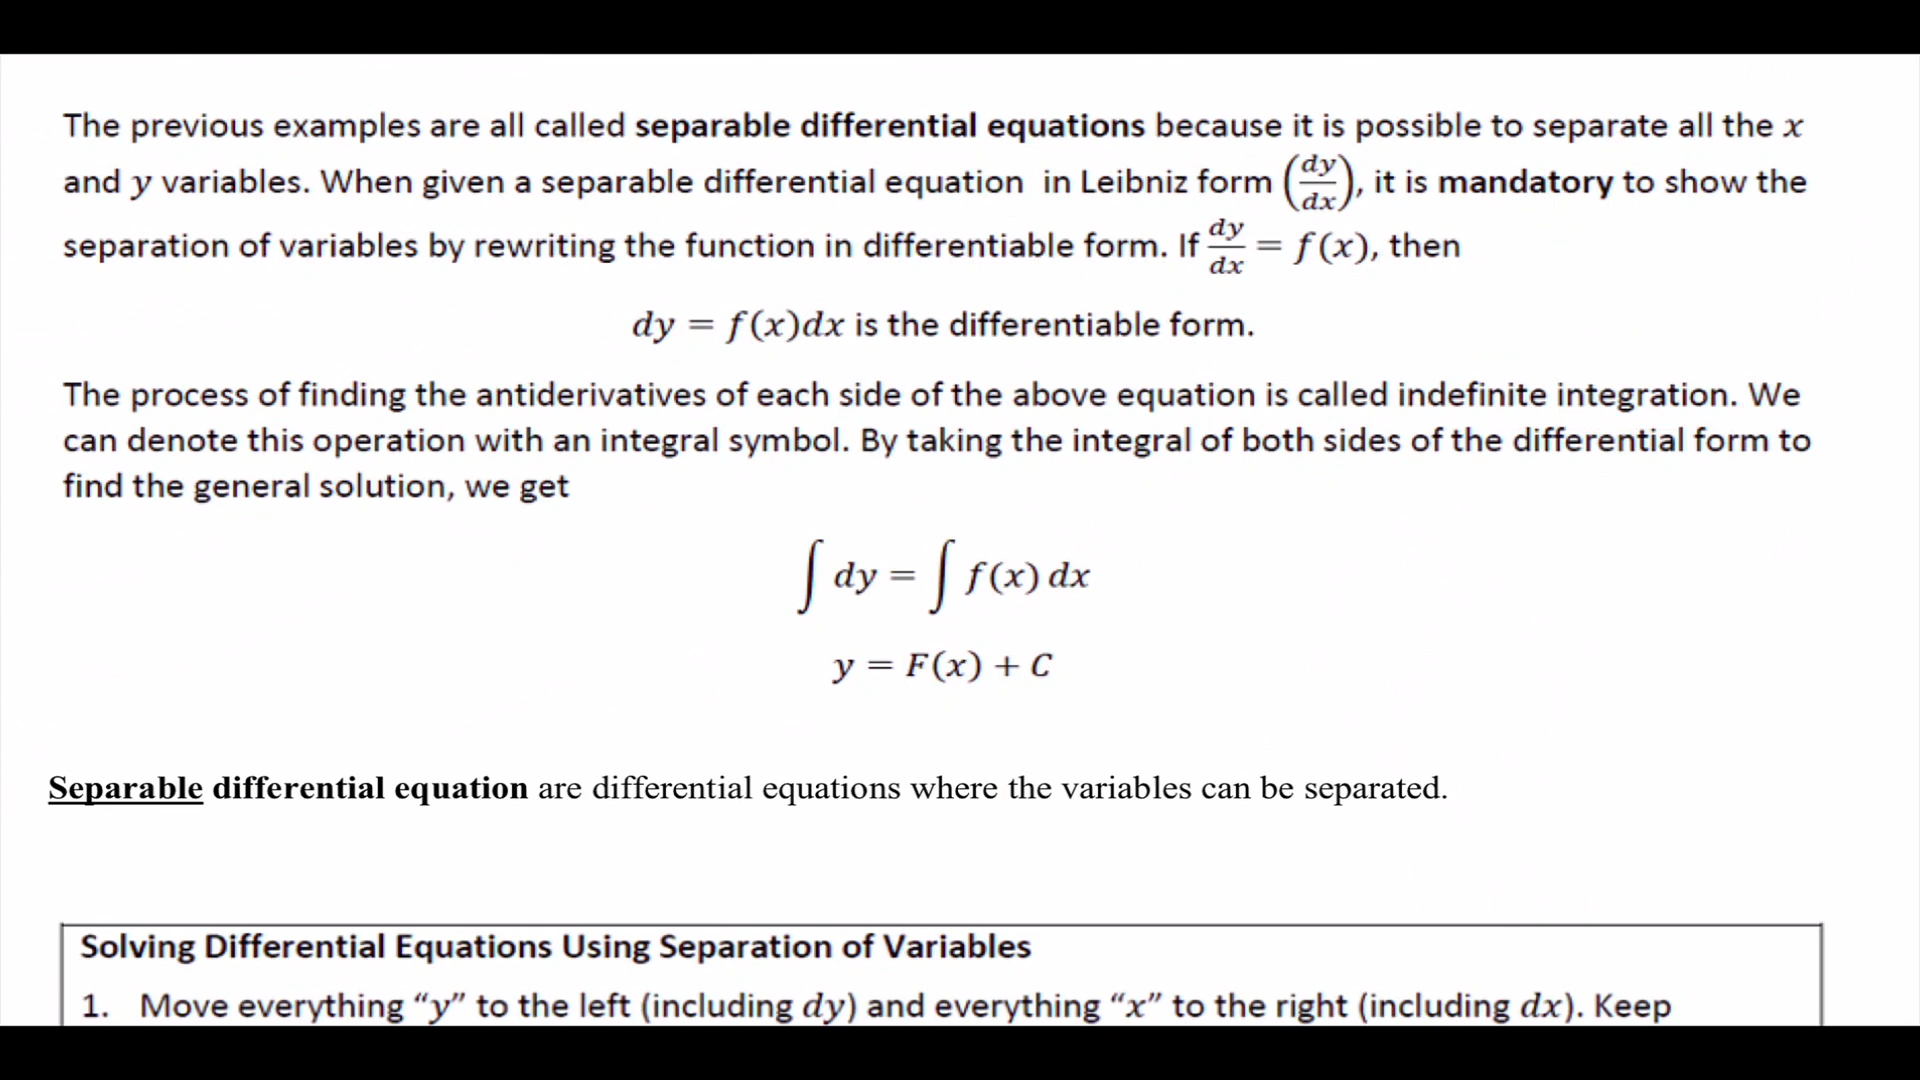 The previous examples are all called separable differential equations because it is possible to separate all the x
and y variables. When given a separable differential equation in Leibniz form (dy/dx), it is mandatory to show the
separation of variables by rewriting the function in differentiable form. If dy/dx = f(x), then
dy = f(x)dx is the differentiable form.
The process of finding the antiderivatives of each side of the above equation is called indefinite integration. We
can denote this operation with an integral symbol. By taking the integral of both sides of the differential form to
find the general solution, we get
∫ dy = ∫ f(x) dx
y = F(x) + C
Separable differential equation are differential equations where the variables can be separated.
Solving Differential Equations Using Separation of Variables
1. Move everything “y” to the left (including dy) and everything “x” to the right (including dx). Keep